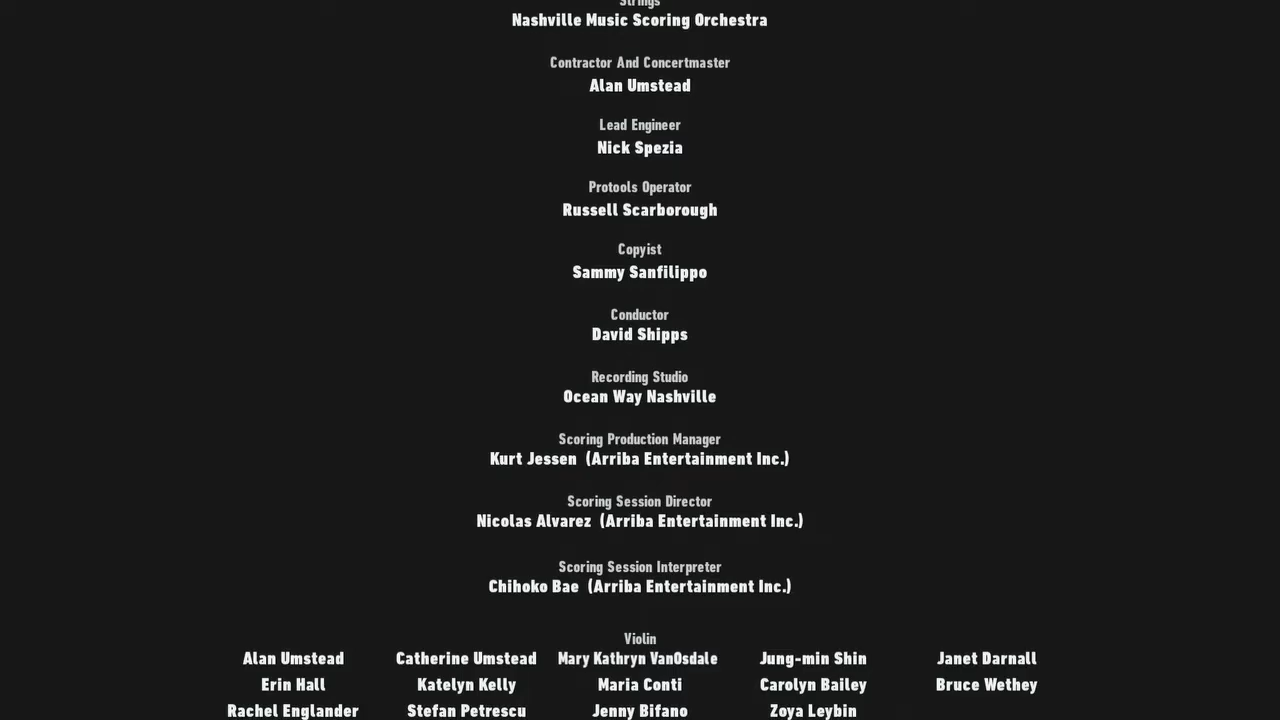 Strings
Nashville Music Scoring Orchestra
Contractor And Concertmaster
Alan Umstead
Lead Engineer
Nick Spezia
Protools Operator
Russell Scarborough
Copyist
Sammy Sanfilippo
Conductor
David Shipps
Recording Studio
Ocean Way Nashville
Scoring Production Manager
Kurt Jessen (Arriba Entertainment Inc.)
Scoring Session Director
Nicolas Alvarez (Arriba Entertainment Inc.)
Scoring Session Interpreter
Chihoko Bae (Arriba Entertainment Inc.)
Violin
Alan Umstead Catherine Umstead Mary Kathryn VanOsdale Jung-min Shin Janet Darnall
Erin Hall Katelyn Kelly Maria Conti Carolyn Bailey Bruce Wethey
Rachel Englander Stefan Petrescu Jenny Bifano Zoya Leybin